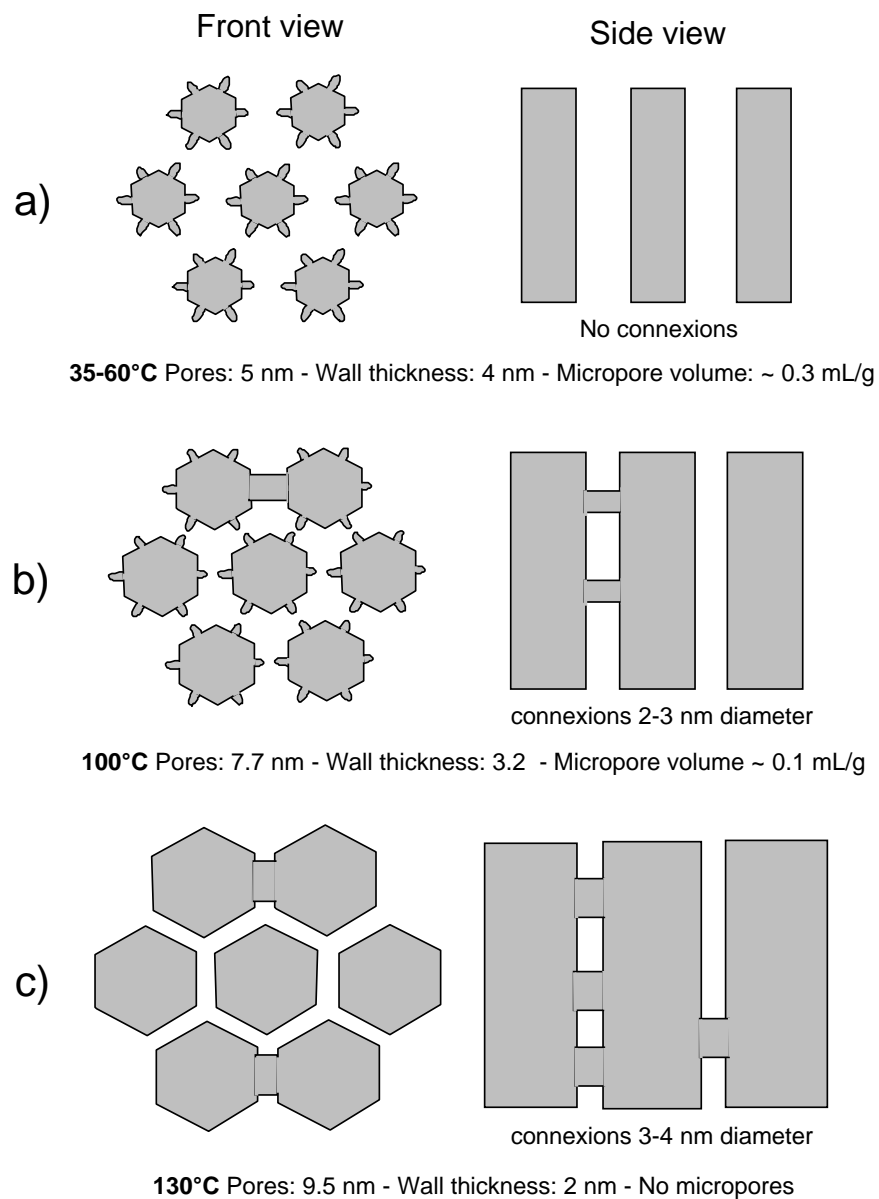 Front view
Side view
a)
No connexions
35-60°C Pores: 5 nm - Wall thickness: 4 nm - Micropore volume: ~ 0.3 mL/g
b)
connexions 2-3 nm diameter
100°C Pores: 7.7 nm - Wall thickness: 3.2 - Micropore volume ~ 0.1 mL/g
c)
connexions 3-4 nm diameter
130°C Pores: 9.5 nm - Wall thickness: 2 nm - No micropores